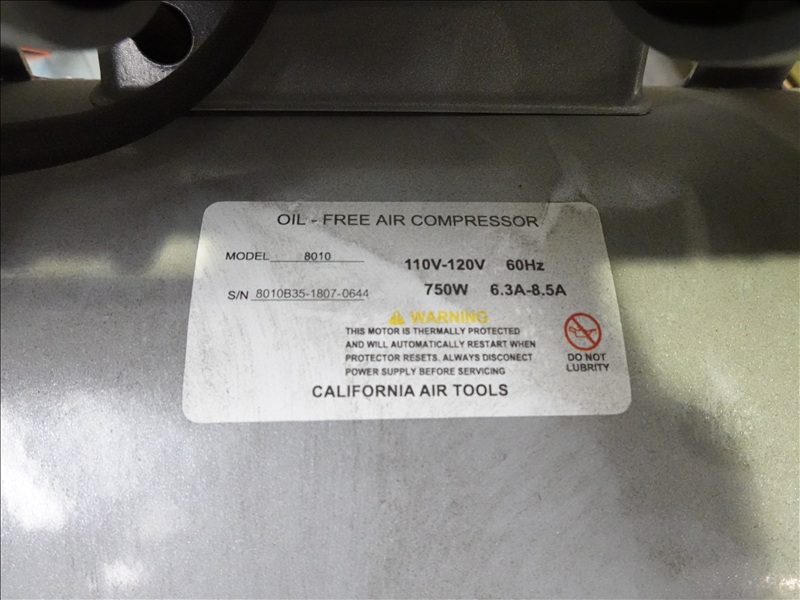 OIL - FREE AIR COMPRESSOR
MODEL 8010
110V-120V 60Hz
S/N 8010B35-1807-0644
750W 6.3A-8.5A
WARNING
THIS MOTOR IS THERMALLY PROTECTED
AND WILL AUTOMATICALLY RESTART WHEN
PROTECTOR RESETS. ALWAYS DISCONECT
POWER SUPPLY BEFORE SERVICING
DO NOT
LUBRITY
CALIFORNIA AIR TOOLS